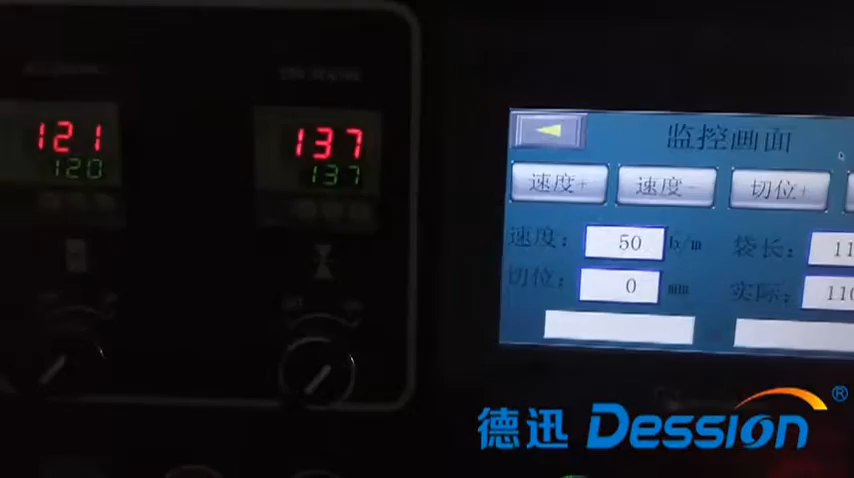 121
120
137
137
监控画面
速度+ 速度- 切位+
速度: 50 b/m 袋长: 11
切位: 0 mm 实际: 110
德迅 Dession®